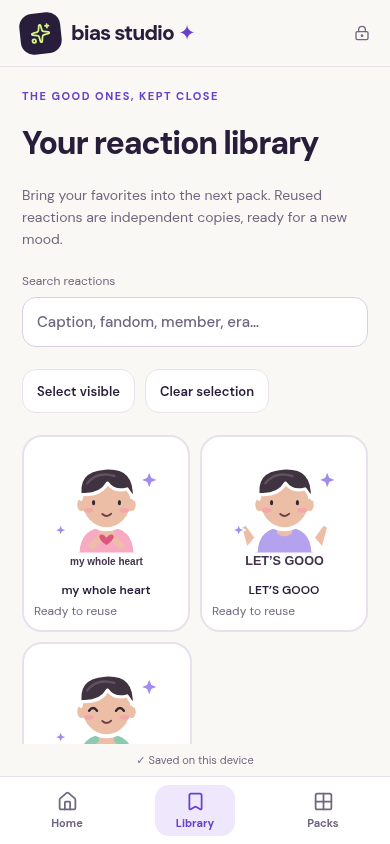 bias studio
THE GOOD ONES, KEPT CLOSE
Your reaction library
Bring your favorites into the next pack. Reused
reactions are independent copies, ready for a new
mood.
Search reactions
Caption, fandom, member, era...
Select visible
Clear selection
my whole heart
my whole heart
Ready to reuse
LET'S GOOO
LET'S GOOO
Ready to reuse
✓ Saved on this device
Home
Library
Packs